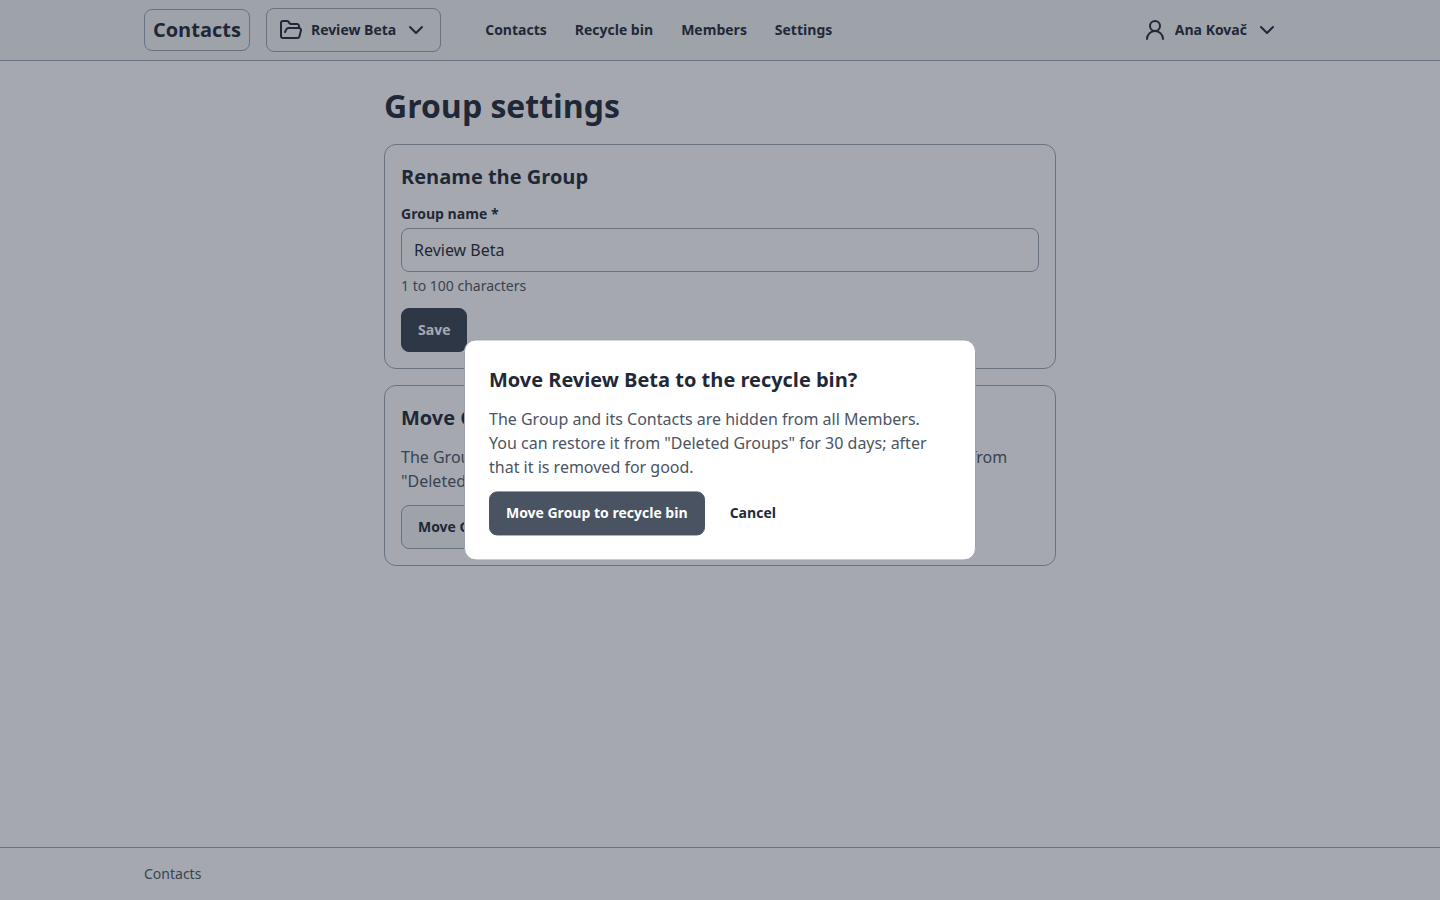 Contacts
Review Beta
Contacts
Recycle bin
Members
Settings
Ana Kovač
Group settings
Rename the Group
Group name *
Review Beta
1 to 100 characters
Save
Move Review Beta to the recycle bin?
The Group and its Contacts are hidden from all Members.
You can restore it from "Deleted Groups" for 30 days; after
that it is removed for good.
Move Group to recycle bin
Cancel
Move
The
"Deleted
Move
Contacts